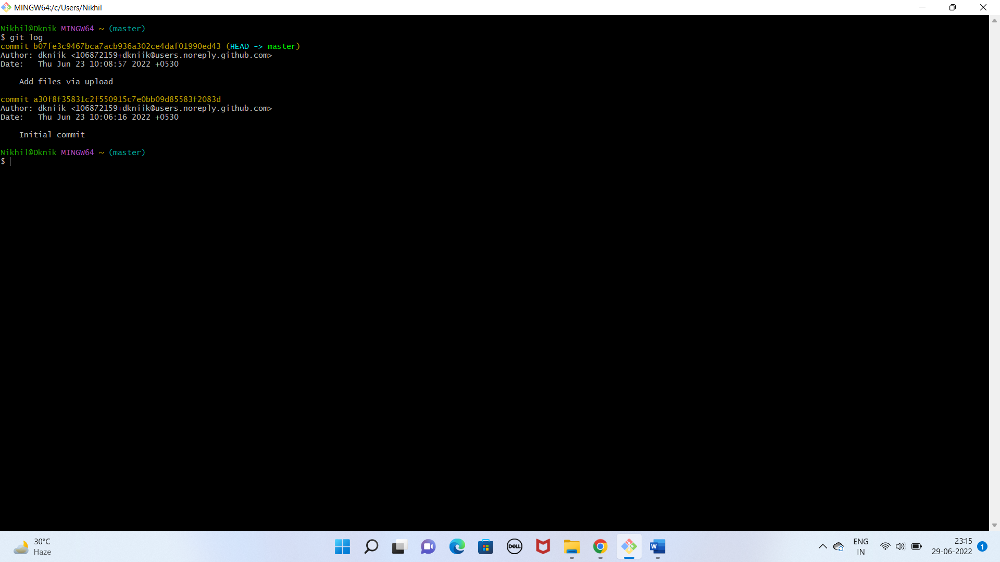 MINGW64:/c/Users/Nikhil
Nikhil@Dknik MINGW64 ~ (master)
$ git log
commit b07fe3c9467bca7acb936a302ce4daf01990ed43 (HEAD -> master)
Author: dkniik <106872159+dkniik@users.noreply.github.com>
Date:   Thu Jun 23 10:08:57 2022 +0530
    Add files via upload
commit a30f8f35831c2f550915c7e0bb09d85583f2083d
Author: dkniik <106872159+dkniik@users.noreply.github.com>
Date:   Thu Jun 23 10:06:16 2022 +0530
    Initial commit
Nikhil@Dknik MINGW64 ~ (master)
$
30°C
Haze
DELL
W
ENG
IN
23:15
29-06-2022
1